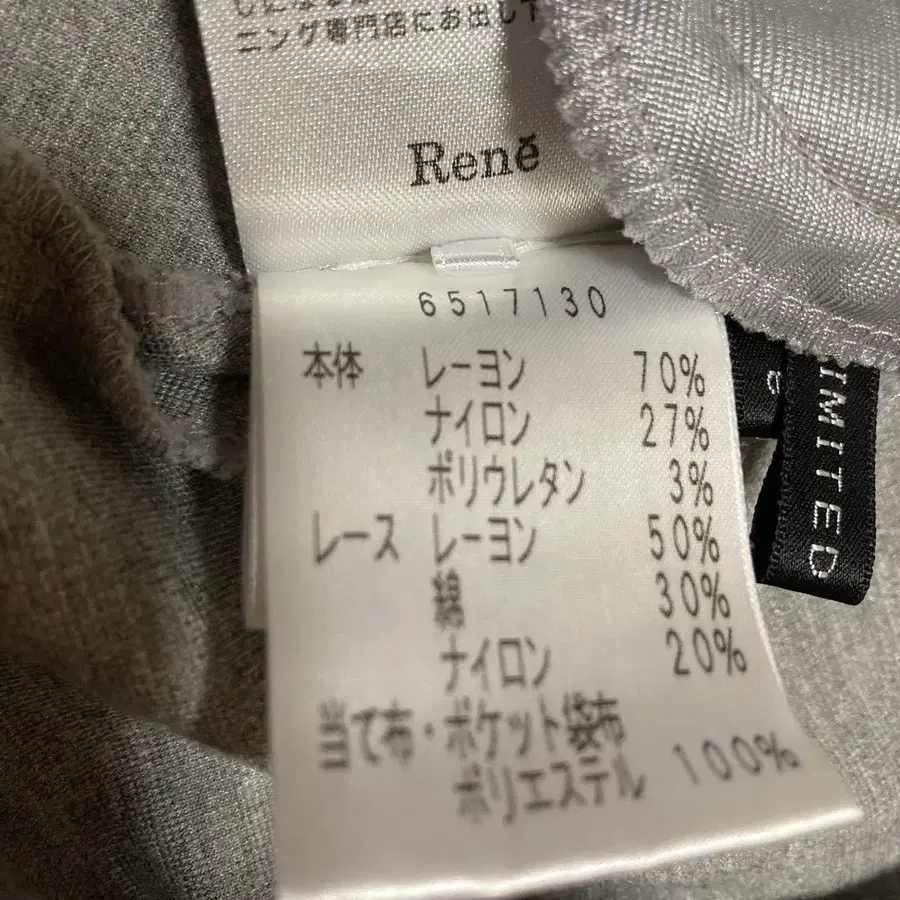 ニング専門店にお出し下
René
6517130
本体 レーヨン 70%
ナイロン 27%
ポリウレタン 3%
レース レーヨン 50%
綿 30%
ナイロン 20%
当て布・ポケット袋布
ポリエステル 100%
IMITED